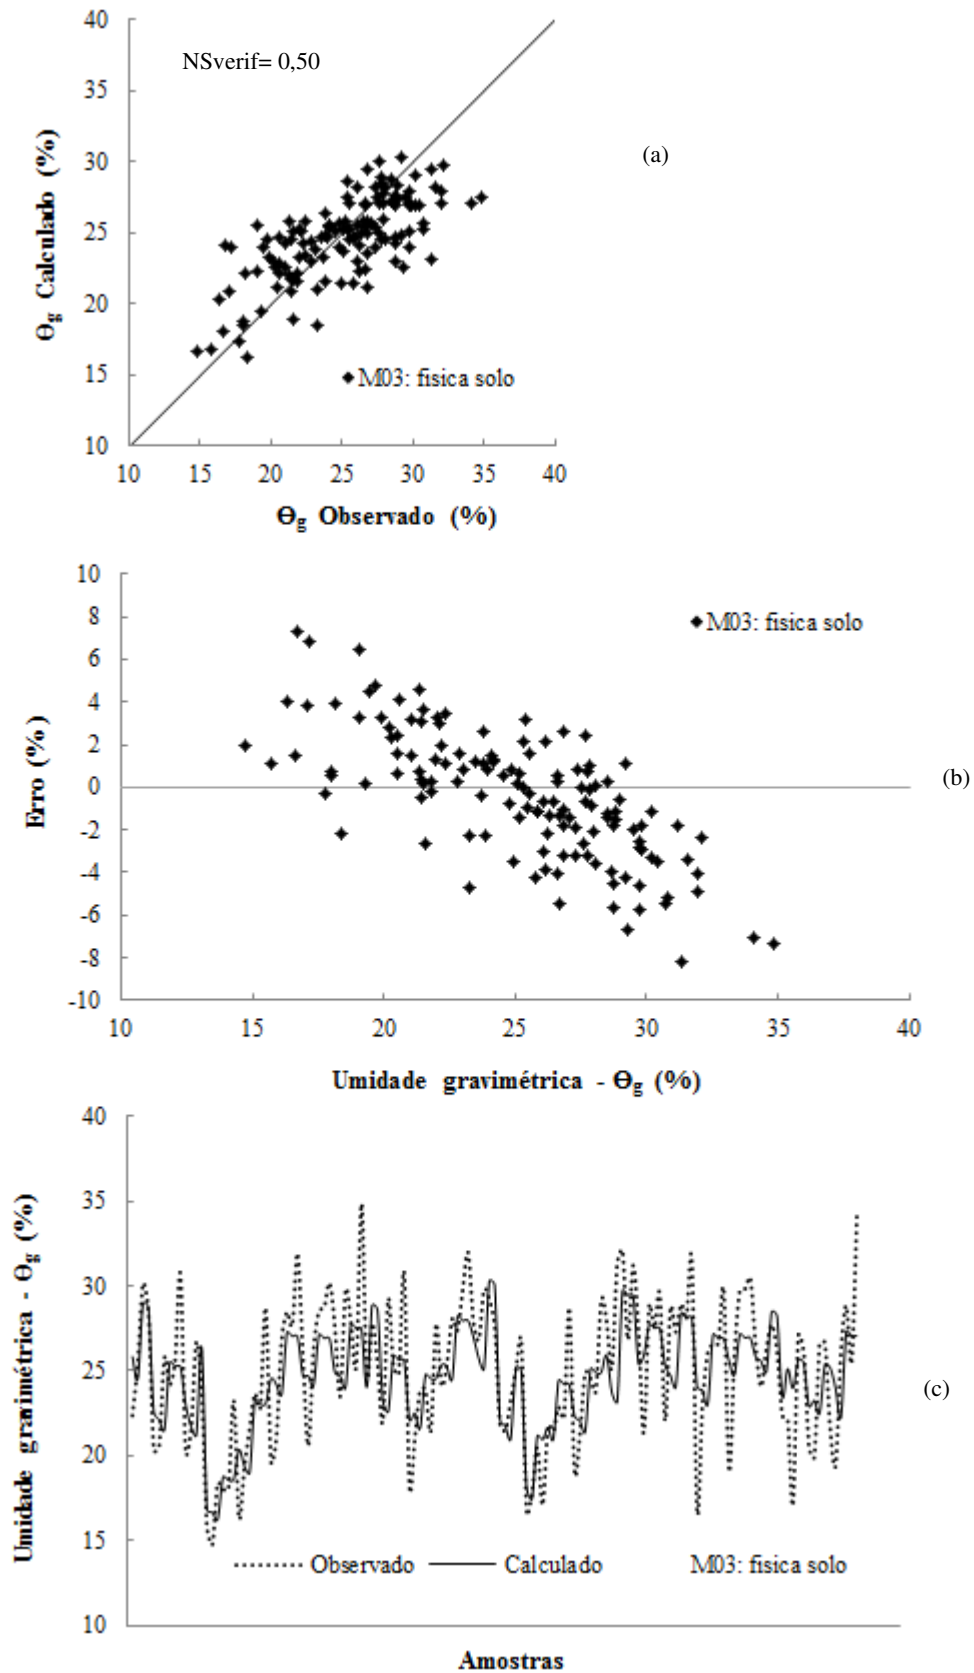 40
NSverif= 0,50
35
30
(a)
25
20
15
M03: fisica solo
10
10 15 20 25 30 35 40
Θg Calculado (%)
Θg Observado (%)
10
8
M03: fisica solo
6
4
2
0
(b)
-2
-4
-6
-8
-10
10 15 20 25 30 35 40
Erro (%)
Umidade gravimétrica - Θg (%)
40
35
30
25
(c)
20
15
Observado Calculado M03: fisica solo
10
Umidade gravimétrica - Θg (%)
Amostras